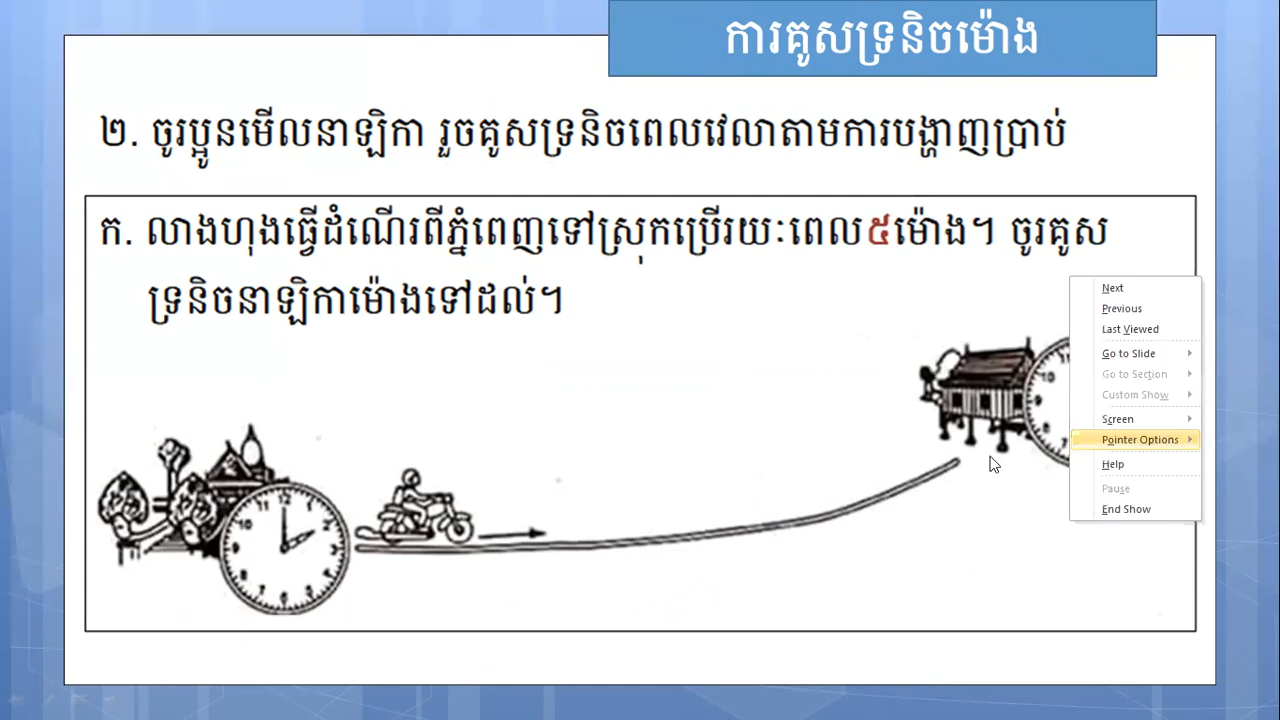 ការគូសទ្រនិចម៉ោង
២. ចូរប្អូនមើលនាឡិកា រួចគូសទ្រនិចពេលវេលាតាមការបង្ហាញប្រាប់
ក. លាងហុងធ្វើដំណើរពីភ្នំពេញទៅស្រុកប្រើរយៈពេល៥ម៉ោង។ ចូរគូស
ទ្រនិចនាឡិកាម៉ោងទៅដល់។
Next
Previous
Last Viewed
Go to Slide
Go to Section
Custom Show
Screen
Pointer Options
Help
Pause
End Show